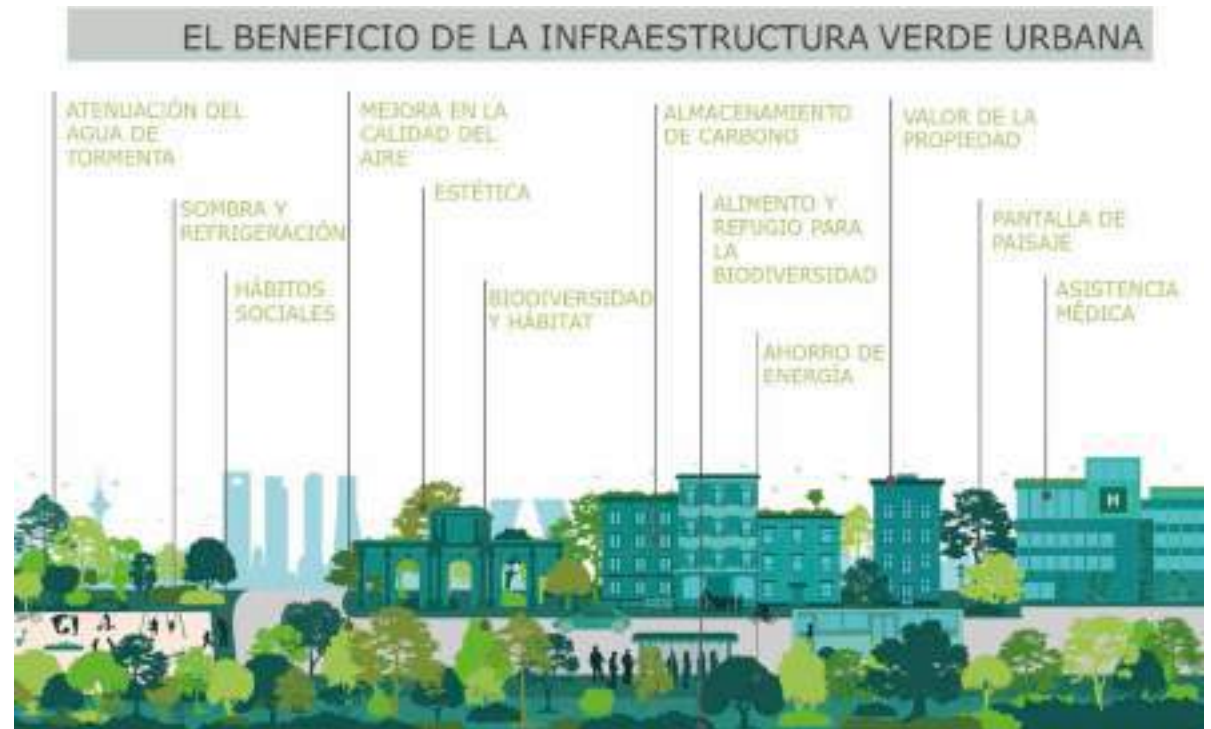 EL BENEFICIO DE LA INFRAESTRUCTURA VERDE URBANA
ATENUACIÓN DEL
AGUA DE
TORMENTA
SOMBRA Y
REFRIGERACIÓN
HÁBITOS
SOCIALES
MEJORA EN LA
CALIDAD DEL
AIRE
ESTÉTICA
BIODIVERSIDAD
Y HÁBITAT
ALMACENAMIENTO
DE CARBONO
ALIMENTO Y
REFUGIO PARA
LA
BIODIVERSIDAD
AHORRO DE
ENERGÍA
VALOR DE LA
PROPIEDAD
PANTALLA DE
PAISAJE
ASISTENCIA
MÉDICA
H